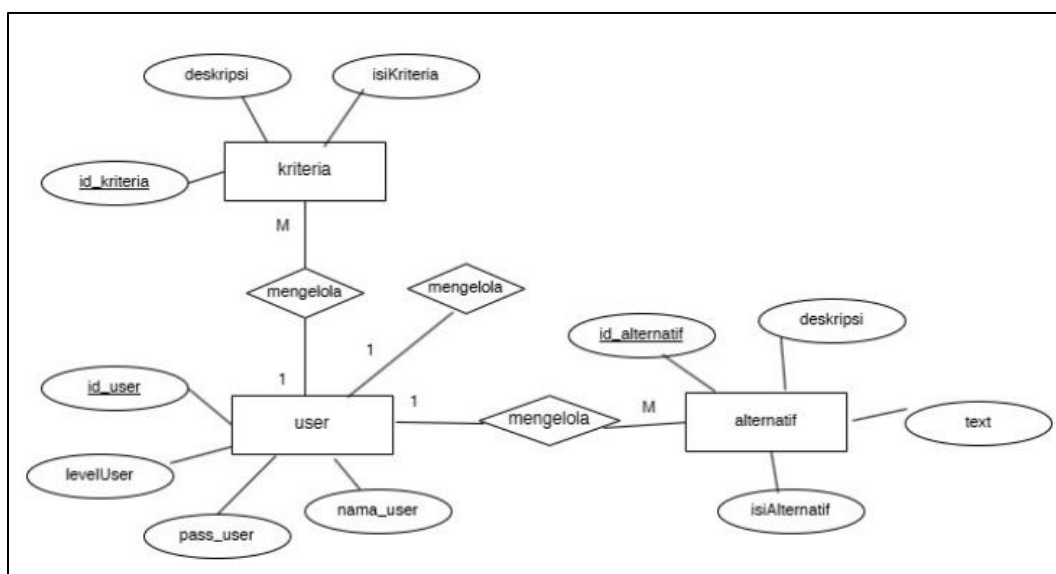 deskripsi
isiKriteria
kriteria
id_kriteria
M
mengelola
mengelola
id_alternatif
deskripsi
1
id_user
1
1
user
mengelola
M
alternatif
text
levelUser
nama_user
isiAlternatif
pass_user